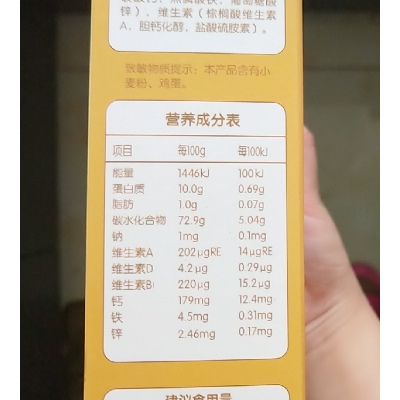 锌）、维生素（棕榈酸维生素
A、胆钙化醇、盐酸硫胺素）。
致敏物质提示：本产品含有小
麦粉、鸡蛋。
营养成分表
项目 每100g 每100kJ
能量 1446kJ 100kJ
蛋白质 10.0g 0.69g
脂肪 1.0g 0.07g
碳水化合物 72.9g 5.04g
钠 1mg 0.1mg
维生素A 202μgRE 14μgRE
维生素D 4.2μg 0.29μg
维生素B₁ 220μg 15.2μg
钙 179mg 12.4mg
铁 4.5mg 0.31mg
锌 2.46mg 0.17mg
建议食用量